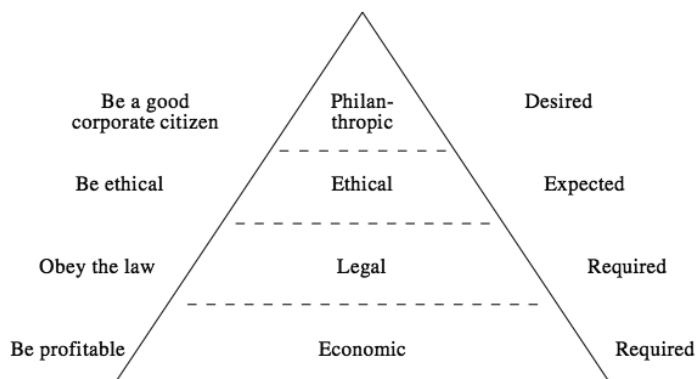 Be a good
corporate citizen
Philan-
thropic
Desired
Be ethical
Ethical
Expected
Obey the law
Legal
Required
Be profitable
Economic
Required